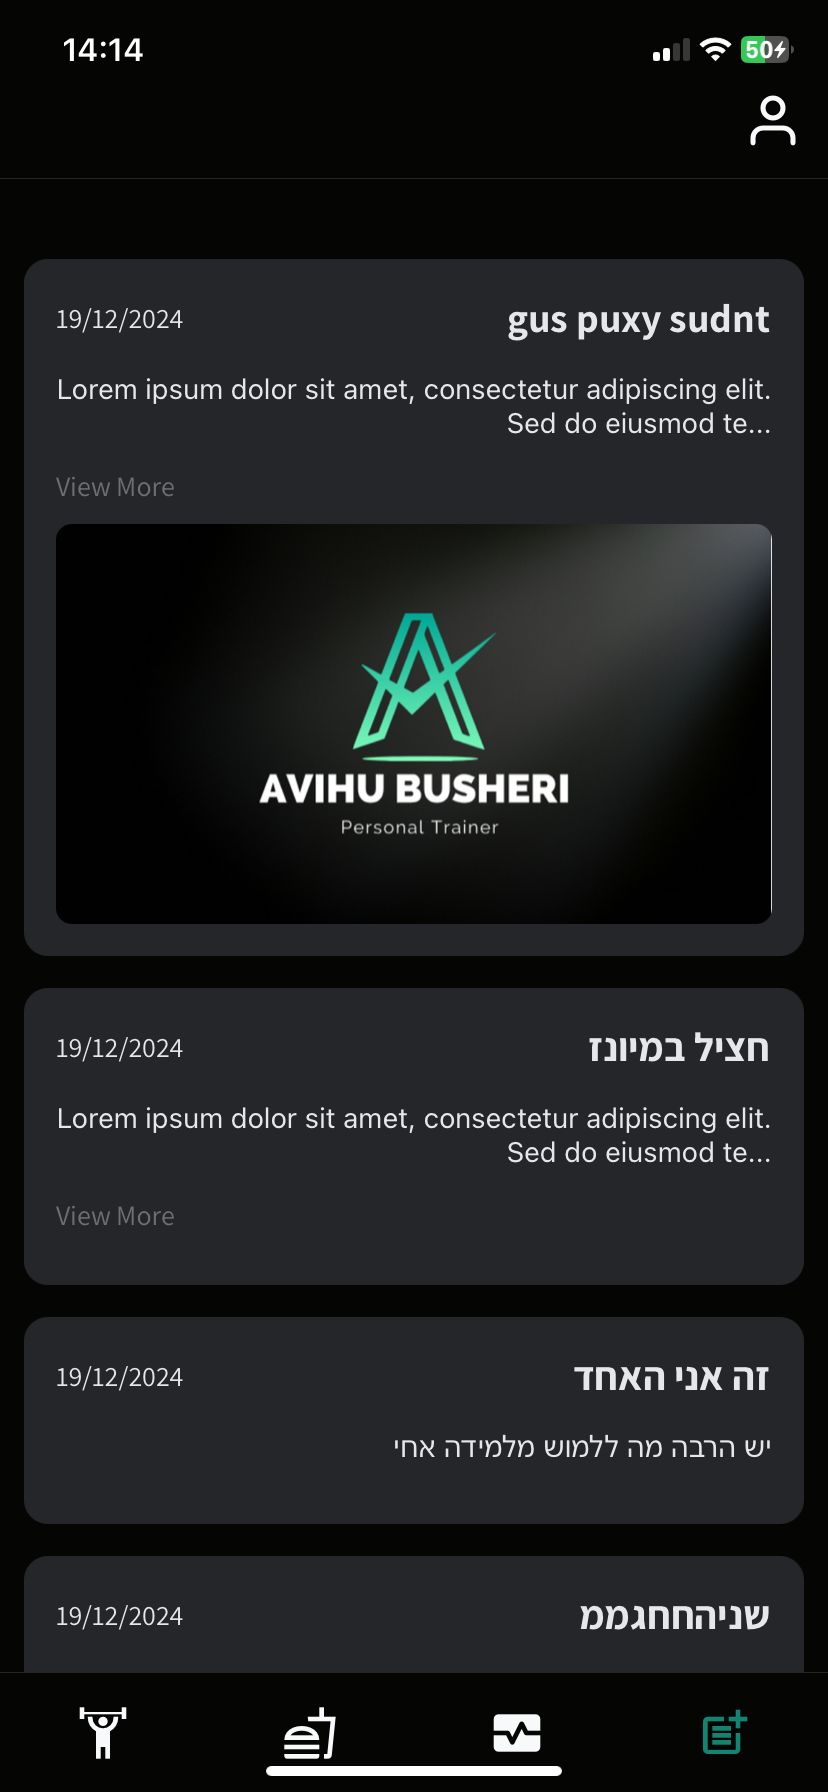 14:14
50
gus puxy sudnt
19/12/2024
Lorem ipsum dolor sit amet, consectetur adipiscing elit.
Sed do eiusmod te...
View More
AVIHU BUSHERI
Personal Trainer
חציל במיונז
19/12/2024
Lorem ipsum dolor sit amet, consectetur adipiscing elit.
Sed do eiusmod te...
View More
זה אני האחד
19/12/2024
יש הרבה מה ללמוש מלמידה אחי
שניהחחגממ
19/12/2024